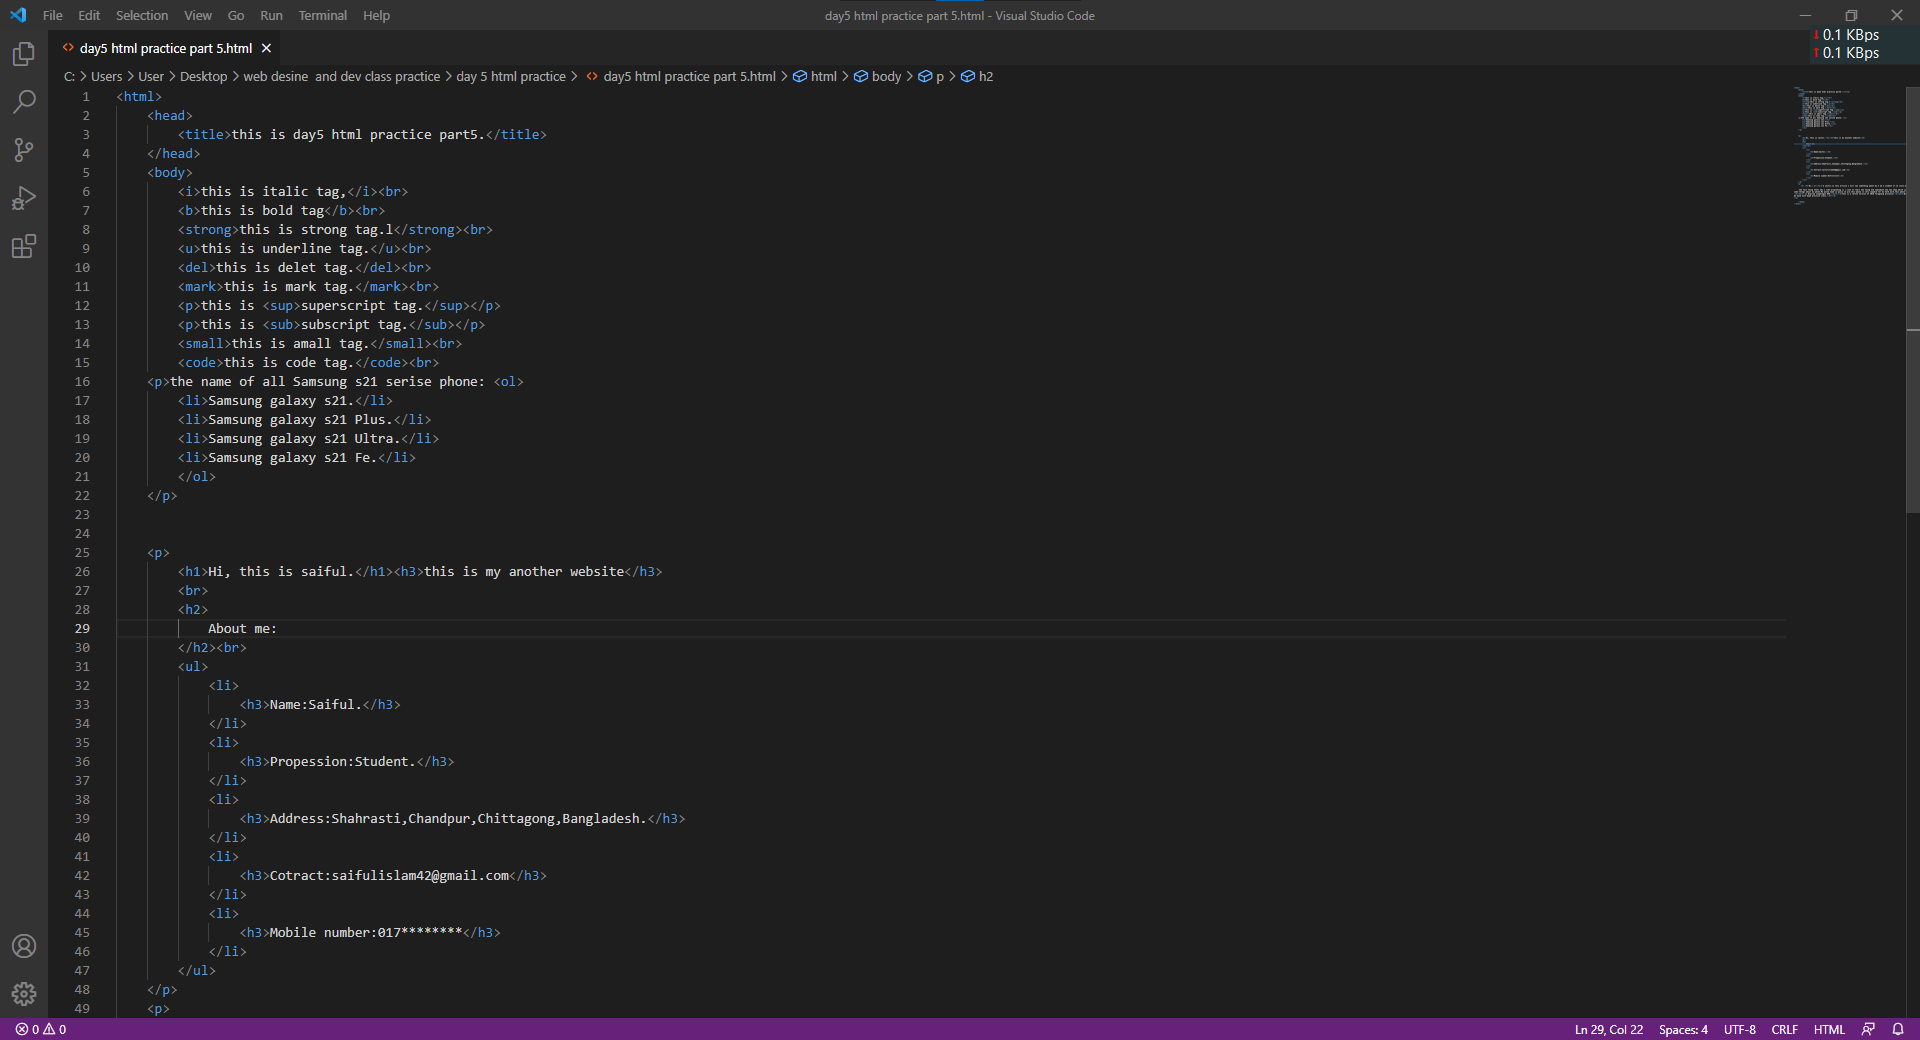 File Edit Selection View Go Run Terminal Help
day5 html practice part 5.html - Visual Studio Code
day5 html practice part 5.html
0.1 KBps
0.1 KBps
C: > Users > User > Desktop > web desine and dev class practice > day 5 html practice > day5 html practice part 5.html > html > body > p > h2
1 <html>
2 <head>
3 <title>this is day5 html practice part5.</title>
4 </head>
5 <body>
6 <i>this is italic tag,</i><br>
7 <b>this is bold tag</b><br>
8 <strong>this is strong tag.l</strong><br>
9 <u>this is underline tag.</u><br>
10 <del>this is delet tag.</del><br>
11 <mark>this is mark tag.</mark><br>
12 <p>this is <sup>superscript tag.</sup></p>
13 <p>this is <sub>subscript tag.</sub></p>
14 <small>this is amall tag.</small><br>
15 <code>this is code tag.</code><br>
16 <p>the name of all Samsung s21 serise phone: <ol>
17 <li>Samsung galaxy s21.</li>
18 <li>Samsung galaxy s21 Plus.</li>
19 <li>Samsung galaxy s21 Ultra.</li>
20 <li>Samsung galaxy s21 Fe.</li>
21 </ol>
22 </p>
23
24
25 <p>
26 <h1>Hi, this is saiful.</h1><h3>this is my another website</h3>
27 <br>
28 <h2>
29 About me:
30 </h2><br>
31 <ul>
32 <li>
33 <h3>Name:Saiful.</h3>
34 </li>
35 <li>
36 <h3>Propession:Student.</h3>
37 </li>
38 <li>
39 <h3>Address:Shahrasti,Chandpur,Chittagong,Bangladesh.</h3>
40 </li>
41 <li>
42 <h3>Cotract:saifulislam42@gmail.com</h3>
43 </li>
44 <li>
45 <h3>Mobile number:017********</h3>
46 </li>
47 </ul>
48 </p>
49 <p>
0 0 Ln 29, Col 22 Spaces: 4 UTF-8 CRLF HTML